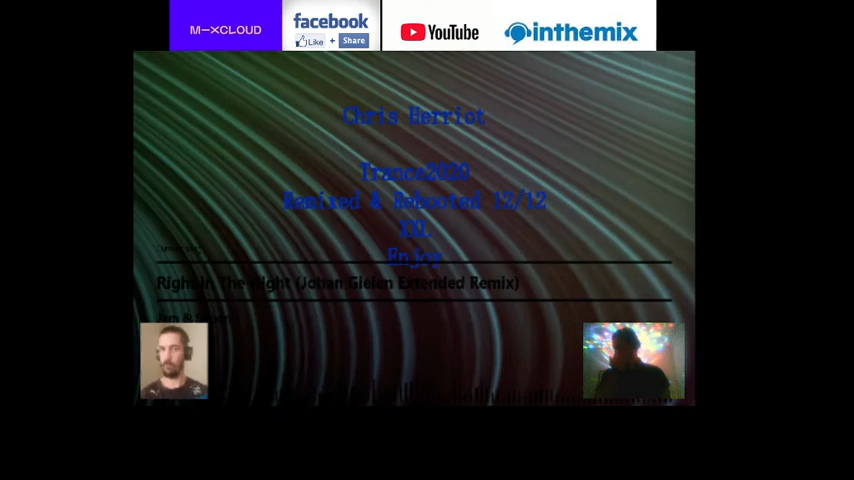 M-XCLOUD
facebook
Like + Share
YouTube
inthemix
Chris Herriot
Trance2020
Remixed & Rebooted 12/12
XXL
Enjoy
Right In The Night (Johan Gielen Extended Remix)
Jam &